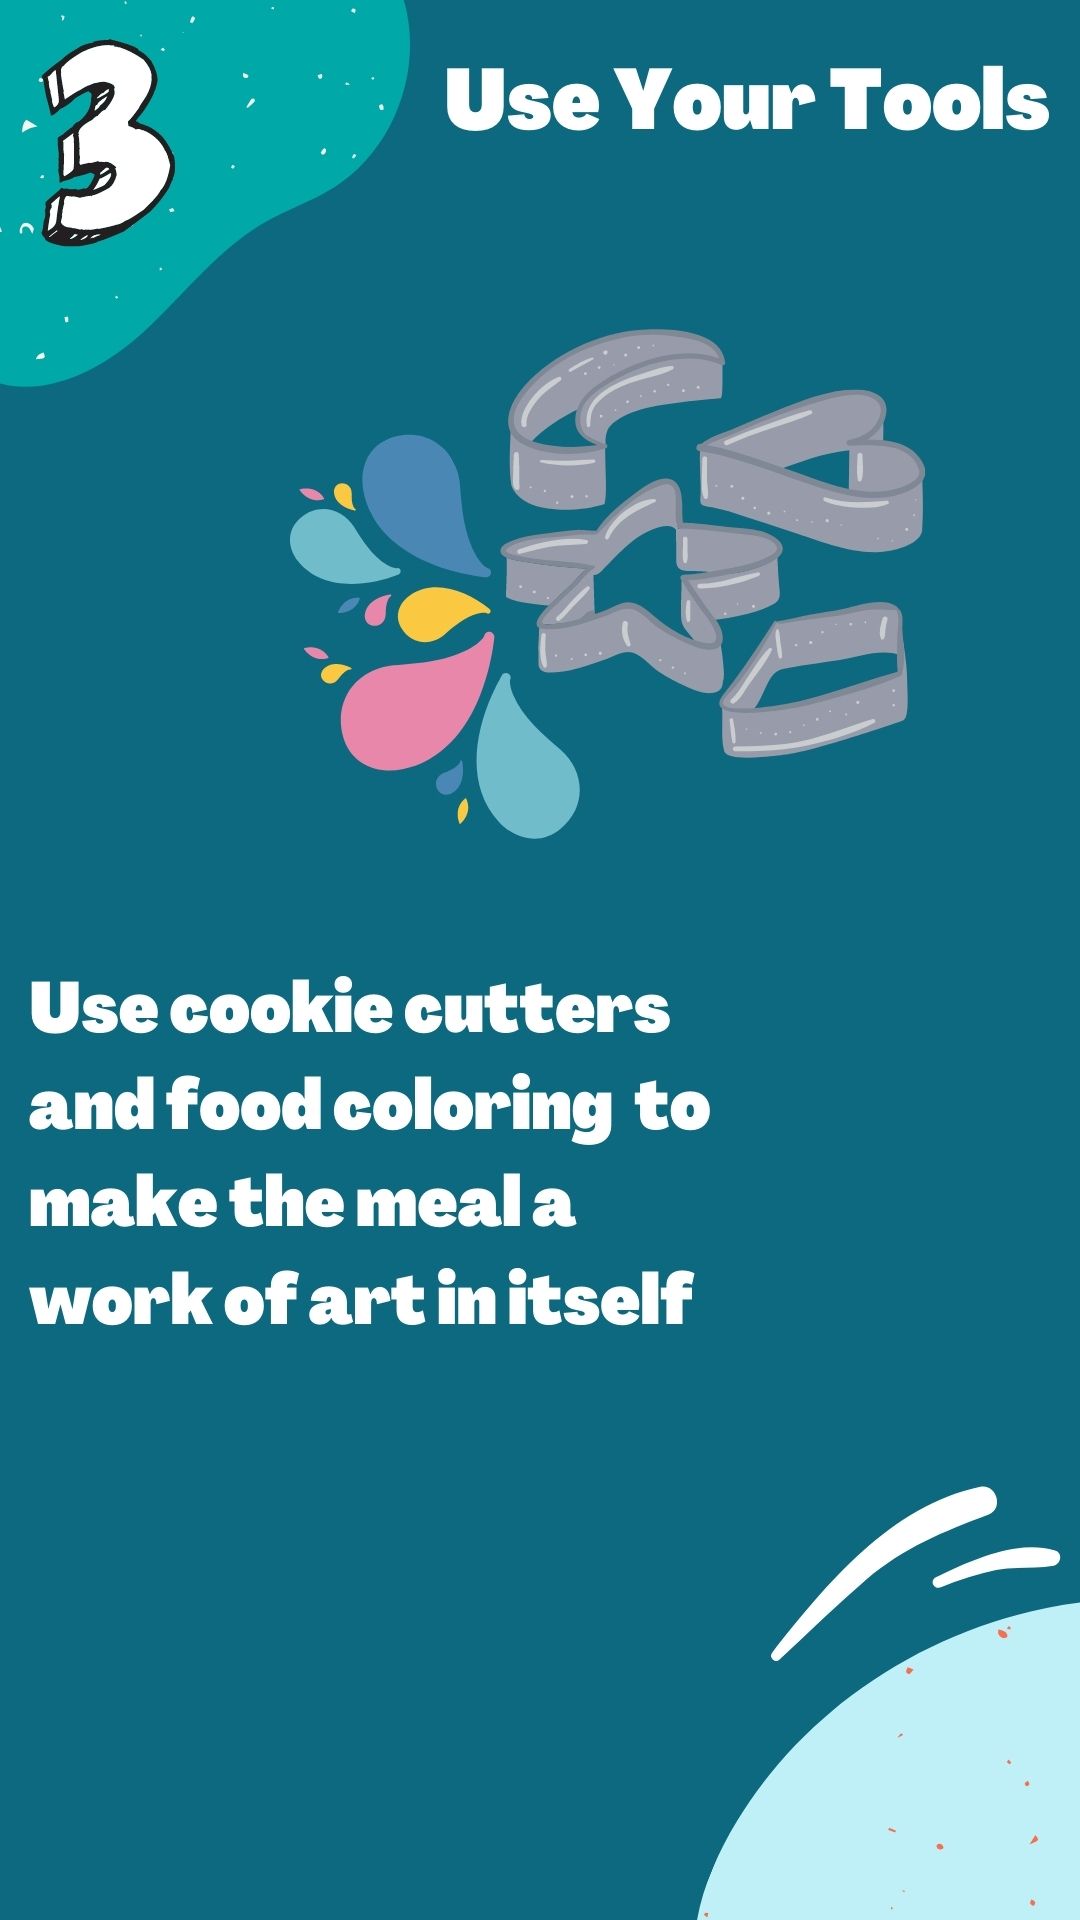 3
Use Your Tools
Use cookie cutters
and food coloring  to
make the meal a
work of art in itself